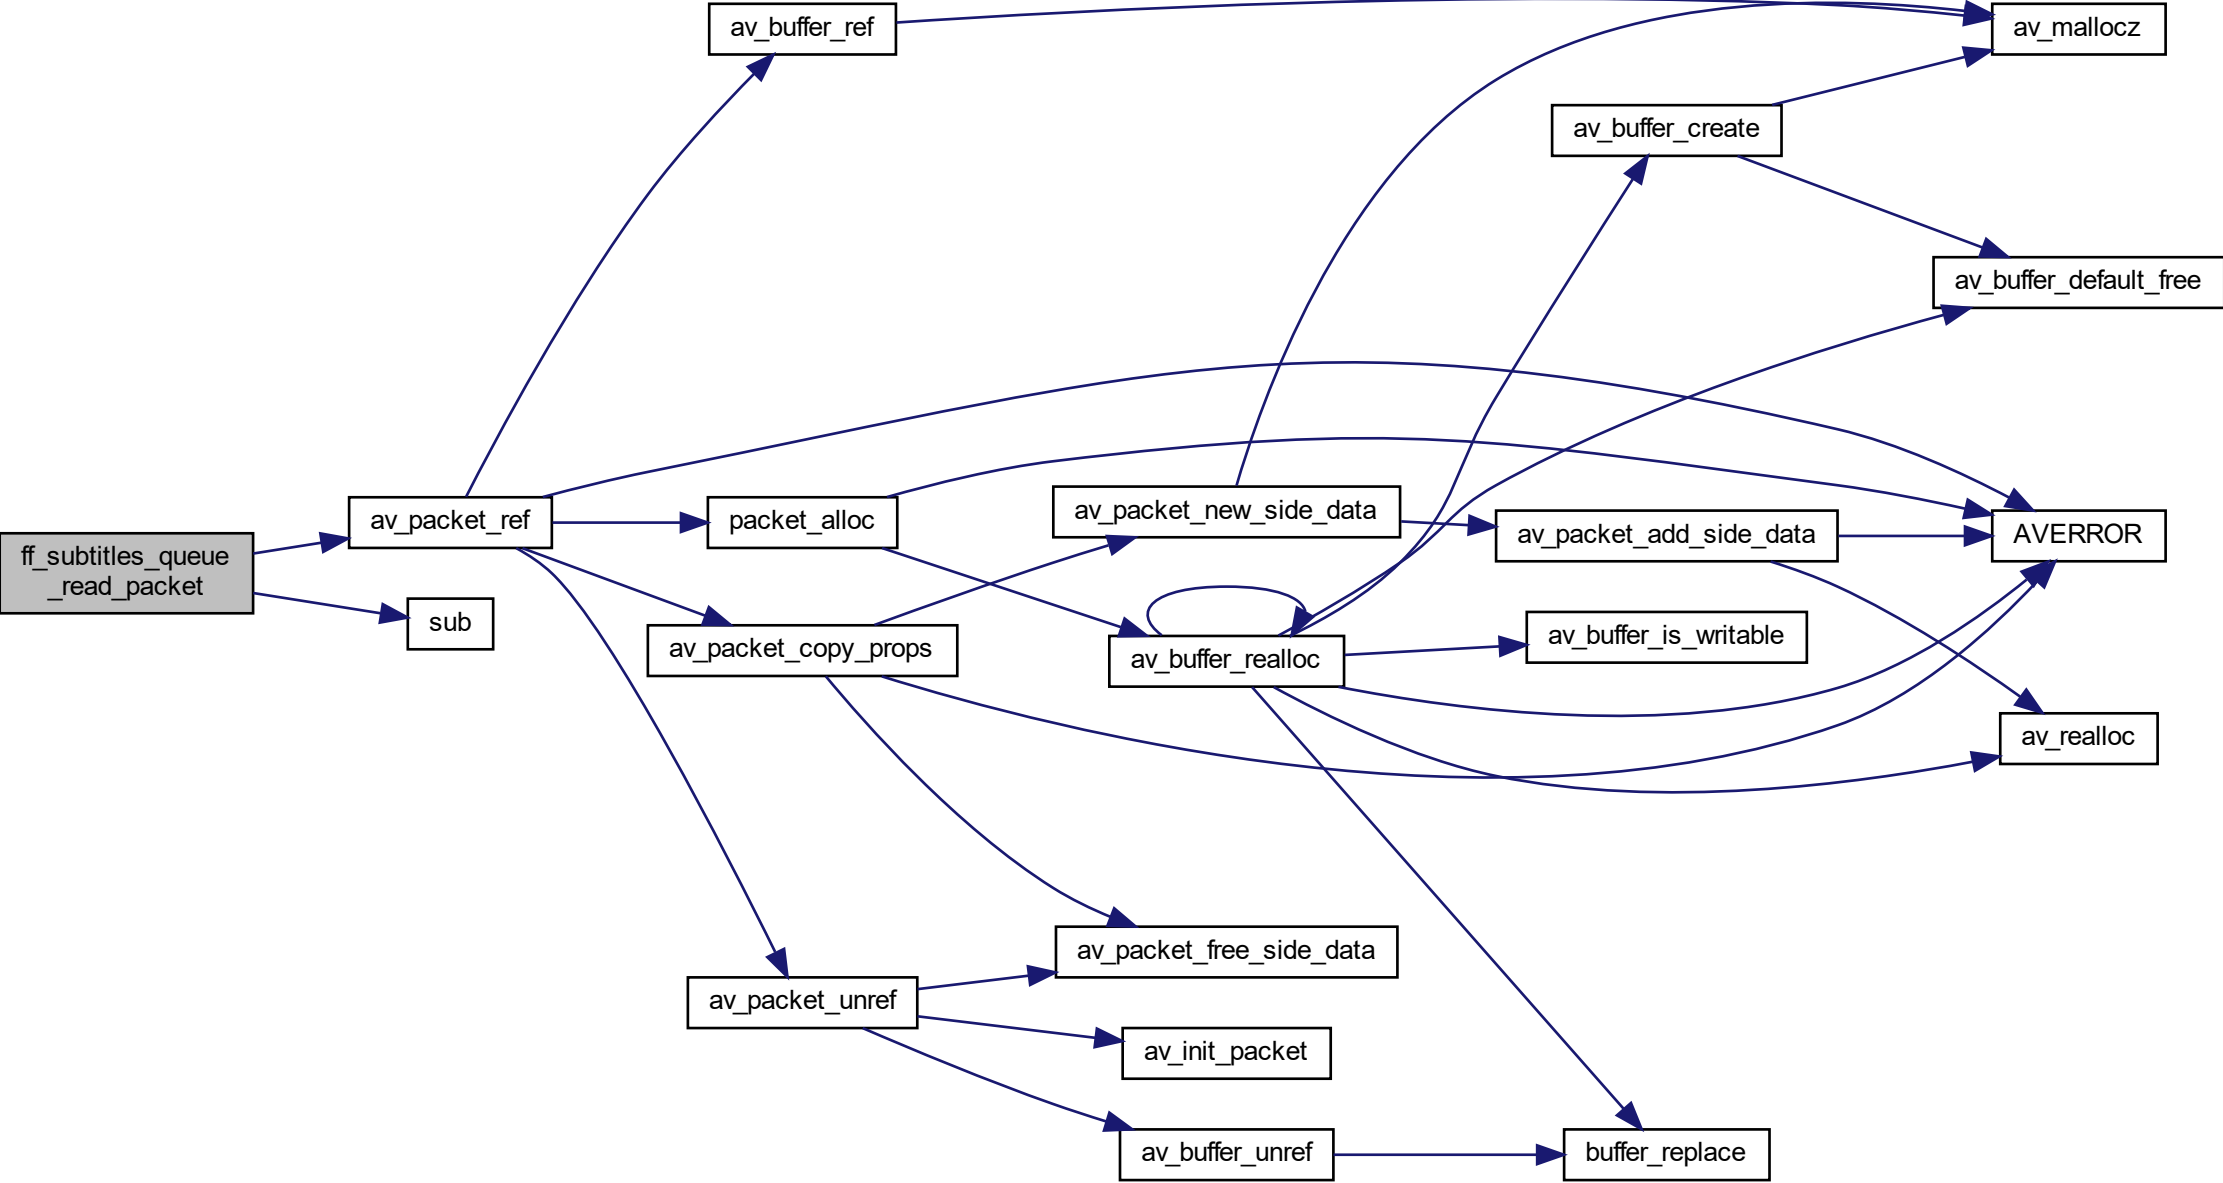 av_buffer_ref
av_mallocz
av_buffer_create
av_buffer_default_free
av_packet_ref
packet_alloc
av_packet_new_side_data
av_packet_add_side_data
AVERROR
ff_subtitles_queue
_read_packet
sub
av_packet_copy_props
av_buffer_realloc
av_buffer_is_writable
av_realloc
av_packet_free_side_data
av_packet_unref
av_init_packet
av_buffer_unref
buffer_replace